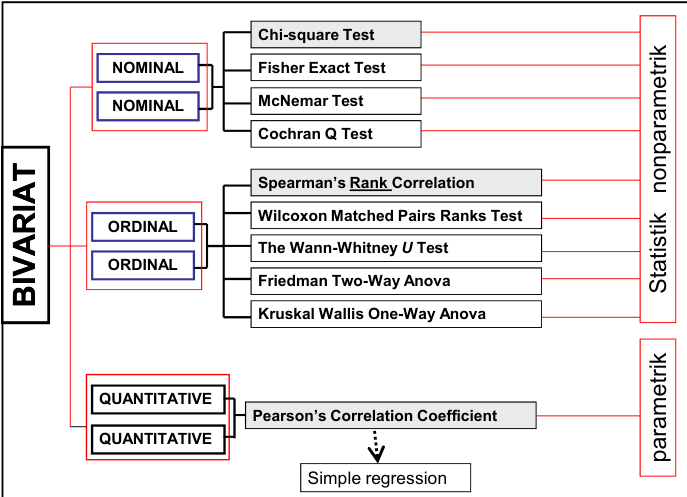 BIVARIAT
NOMINAL
NOMINAL
Chi-square Test
Fisher Exact Test
McNemar Test
Cochran Q Test
ORDINAL
ORDINAL
Spearman's Rank Correlation
Wilcoxon Matched Pairs Ranks Test
The Wann-Whitney U Test
Friedman Two-Way Anova
Kruskal Wallis One-Way Anova
Statistik nonparametrik
QUANTITATIVE
QUANTITATIVE
Pearson's Correlation Coefficient
Simple regression
parametrik